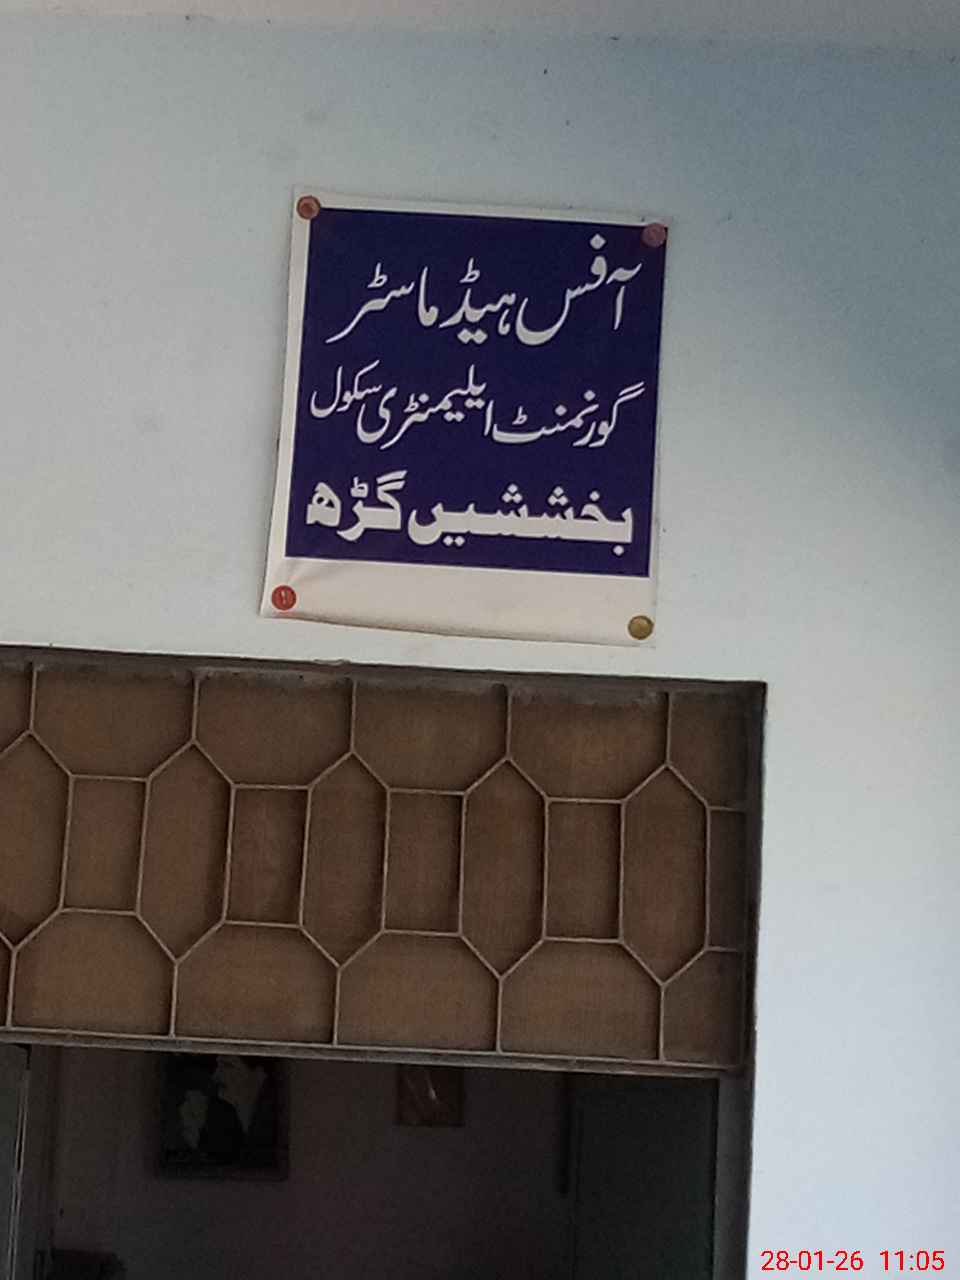 آفس ہیڈ ماسٹر
گورنمنٹ ایلیمنٹری سکول
بخششیں گڑھ
28-01-26 11:05